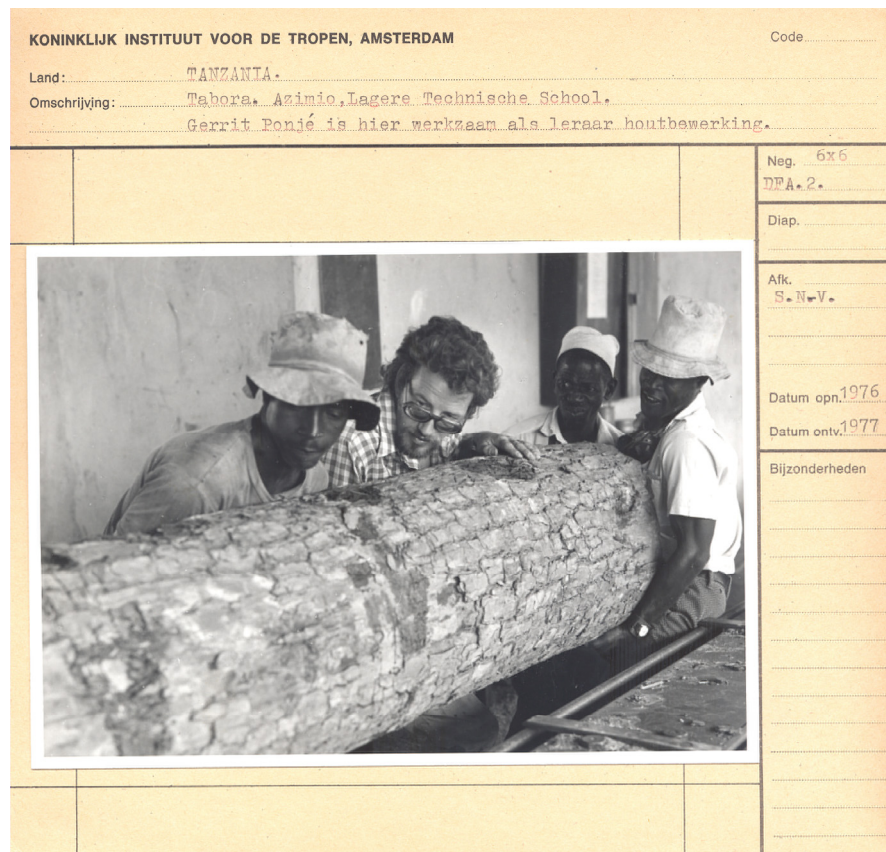 KONINKLIJK INSTITUUT VOOR DE TROPEN, AMSTERDAM
Code
Land: TANZANIA.
Omschrijving: Tabora. Azimio,Lagere Technische School.
Gerrit Ponjé is hier werkzaam als leraar houtbewerking.
Neg. 6x6
DFA.2.
Diap.
Afk.
S.N.V.
Datum opn. 1976
Datum ontv. 1977
Bijzonderheden